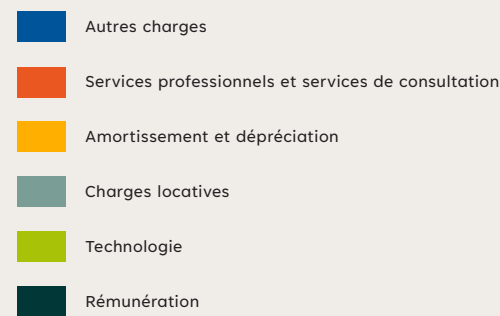 Autres charges
Services professionnels et services de consultation
Amortissement et dépréciation
Charges locatives
Technologie
Rémunération